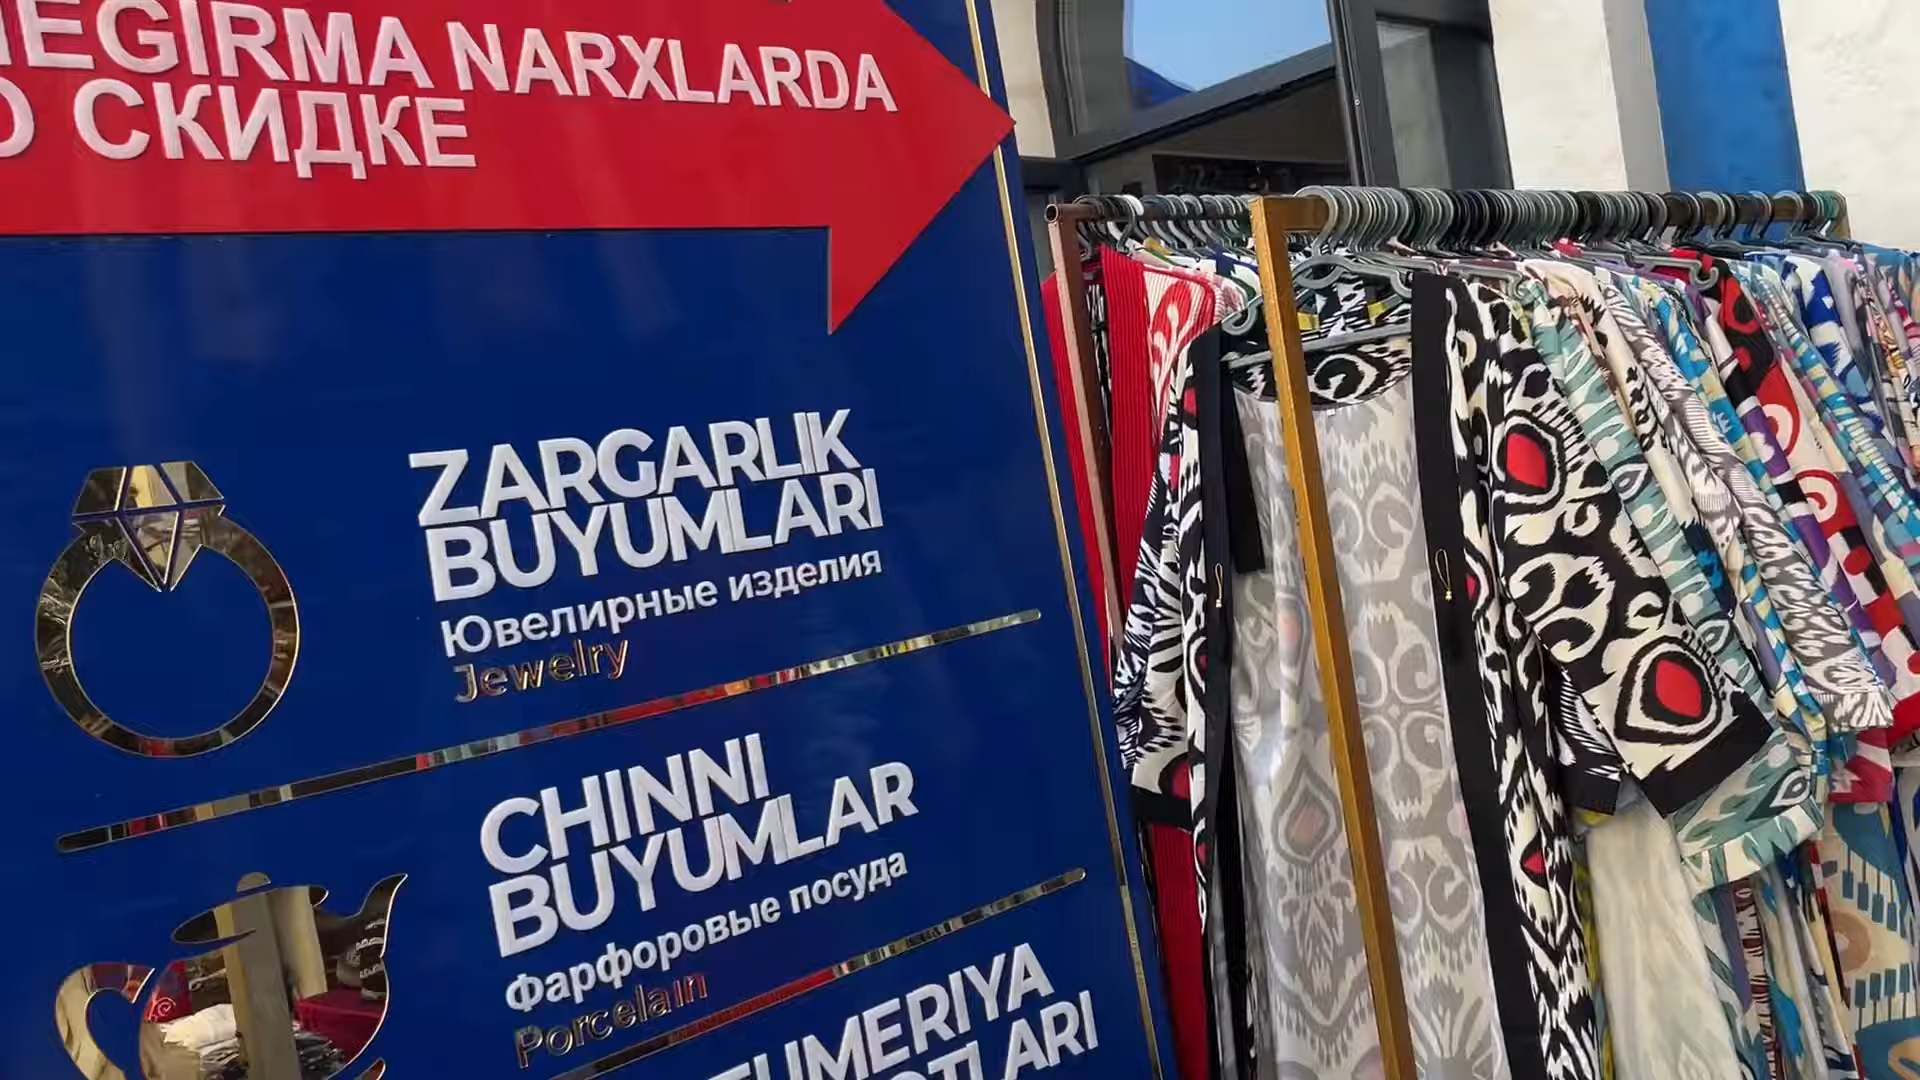 NARXLARDA
СКИДКЕ
ZARGARLIK
BUYUMLARI
Ювелирные изделия
Jewelry
CHINNI
BUYUMLAR
Фарфоровые посуда
Porcelain